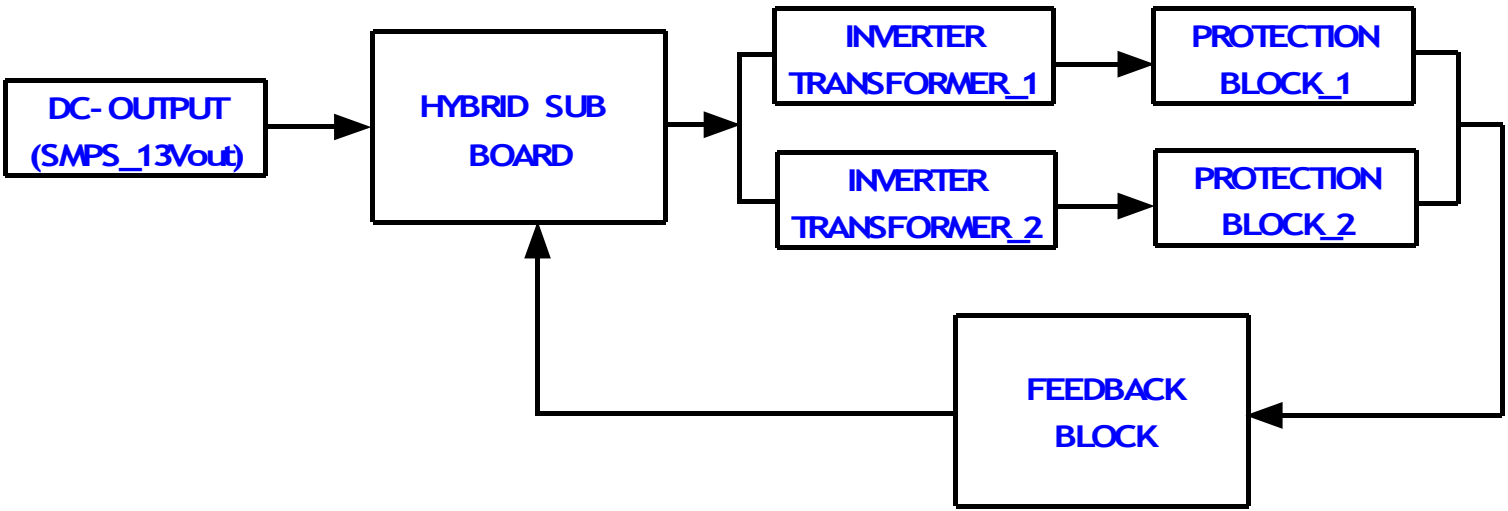 DC-OUTPUT
(SMPS_13Vout)
HYBRID SUB
BOARD
INVERTER
TRANSFORMER_1
PROTECTION
BLOCK_1
INVERTER
TRANSFORMER_2
PROTECTION
BLOCK_2
FEEDBACK
BLOCK